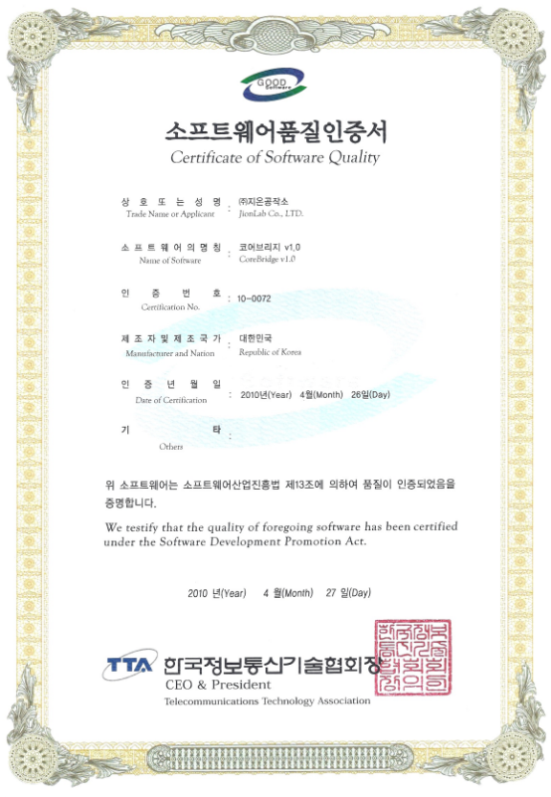 GOOD
Software
소프트웨어품질인증서
Certificate of Software Quality
상 호 또 는 성 명 : ㈜지온공작소
Trade Name or Applicant JionLab Co., LTD.
소 프 트 웨 어 의 명 칭 : 코어브리지 v1.0
Name of Software CoreBridge v1.0
인 증 번 호 : 10-0072
Certification No.
제 조 자 및 제 조 국 가 : 대한민국
Manufacturer and Nation Republic of Korea
인 증 년 월 일 : 2010년(Year) 4월(Month) 26일(Day)
Date of Certification
기 타 :
Others
위 소프트웨어는 소프트웨어산업진흥법 제13조에 의하여 품질이 인증되었음을
증명합니다.
We testify that the quality of foregoing software has been certified
under the Software Development Promotion Act.
2010 년(Year) 4 월(Month) 27 일(Day)
TTA 한국정보통신기술협회장
CEO & President
Telecommunications Technology Association